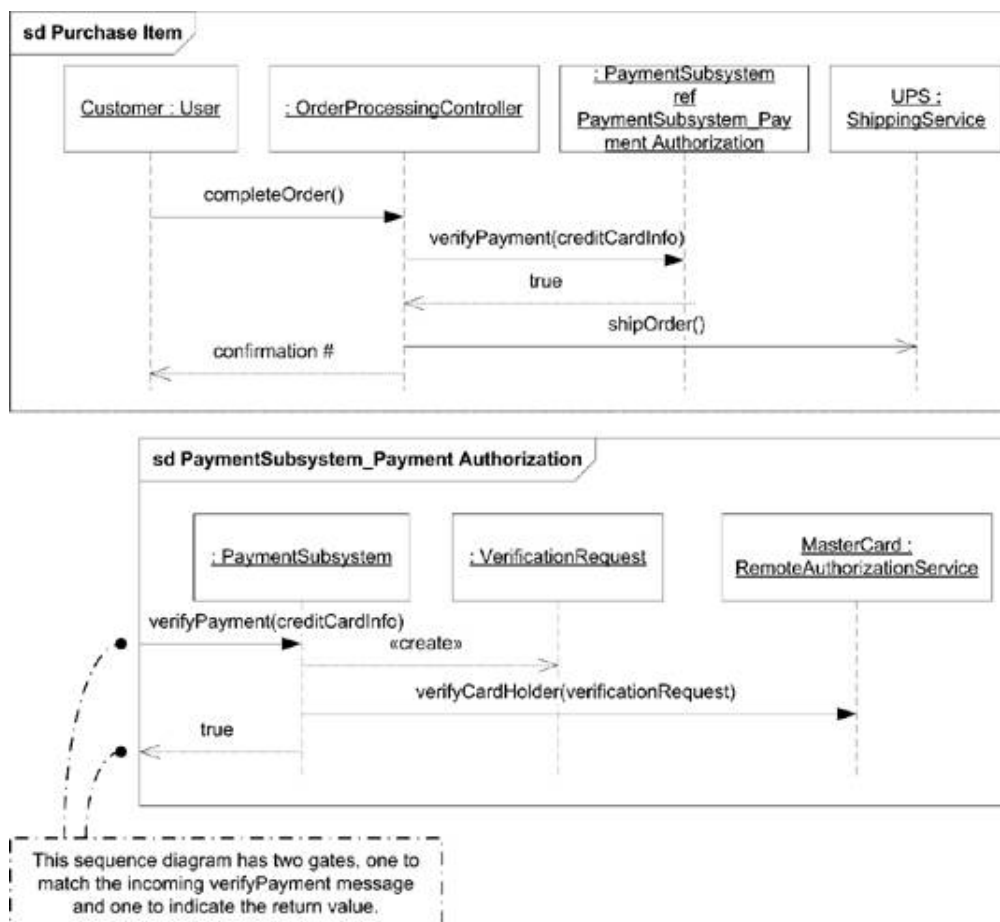 sd Purchase Item
Customer : User
: OrderProcessingController
: PaymentSubsystem
ref
PaymentSubsystem_Pay
ment Authorization
UPS :
ShippingService
completeOrder()
verifyPayment(creditCardInfo)
true
shipOrder()
confirmation #
sd PaymentSubsystem_Payment Authorization
: PaymentSubsystem
: VerificationRequest
MasterCard :
RemoteAuthorizationService
verifyPayment(creditCardInfo)
«create»
verifyCardHolder(verificationRequest)
true
This sequence diagram has two gates, one to
match the incoming verifyPayment message
and one to indicate the return value.